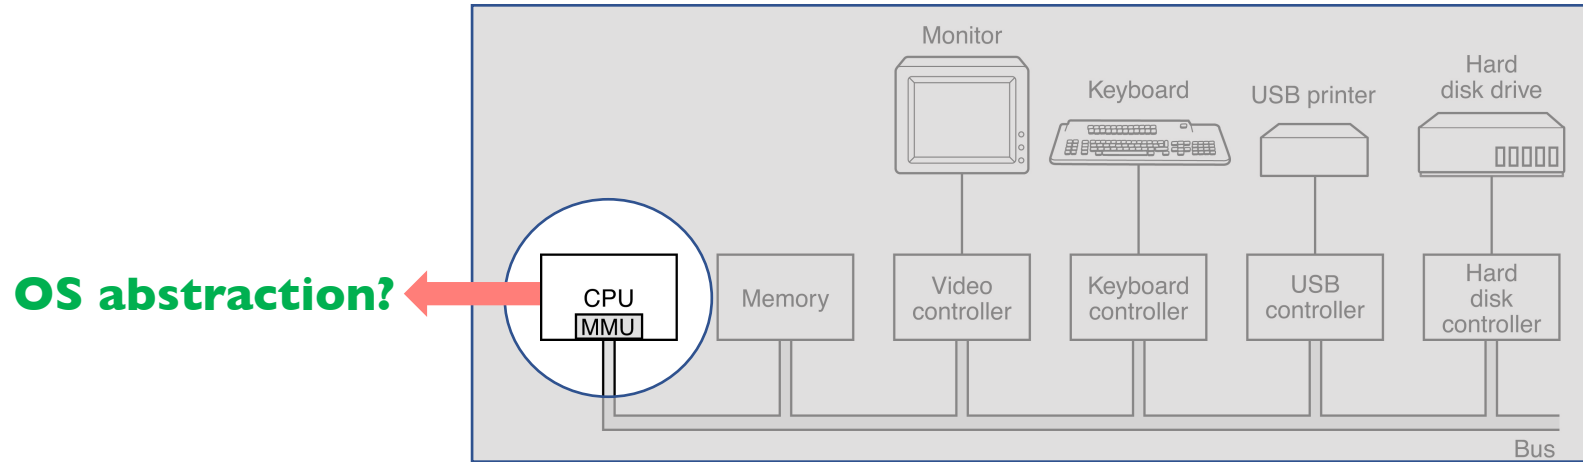 OS abstraction?
Monitor
Keyboard
USB printer
Hard
disk drive
CPU
MMU
Memory
Video
controller
Keyboard
controller
USB
controller
Hard
disk
controller
Bus